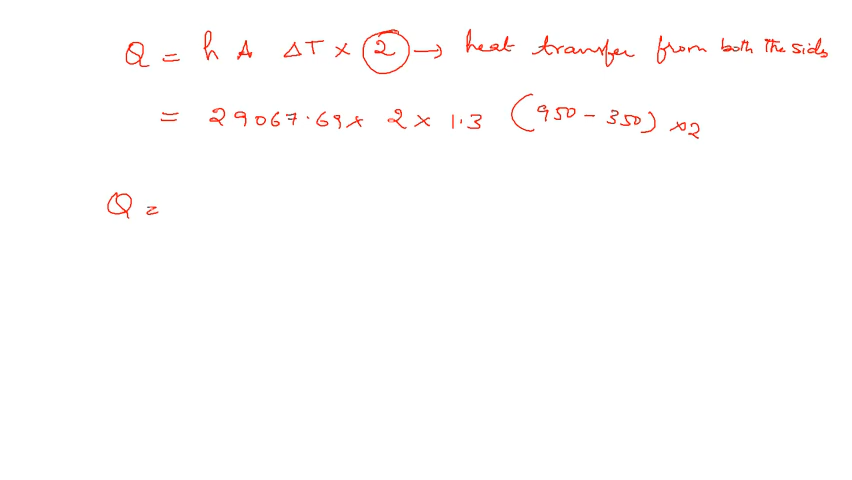 Q = h A ΔT × 2 → heat transfer from both the sides
= 29067.69 × 2 × 1.3 (950 - 350) × 2
Q =